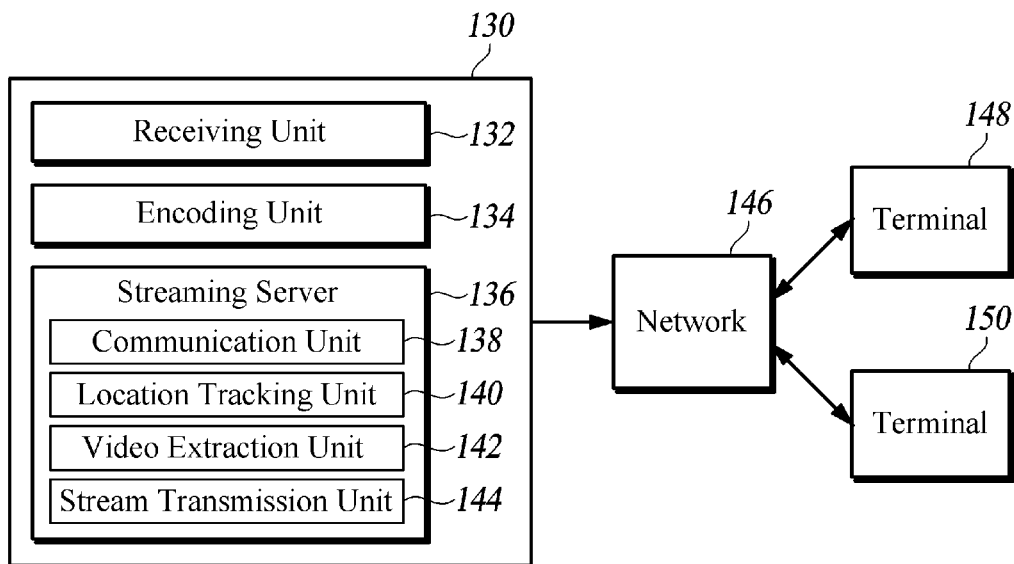 130
Receiving Unit 132
Encoding Unit 134
Streaming Server 136
Communication Unit 138
Location Tracking Unit 140
Video Extraction Unit 142
Stream Transmission Unit 144
146
Network
148
Terminal
150
Terminal